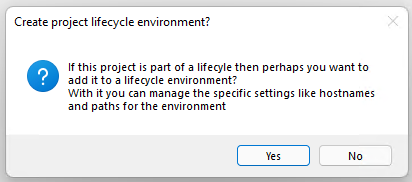 Create project lifecycle environment?
If this project is part of a lifecyle then perhaps you want to
add it to a lifecycle environment?
With it you can manage the specific settings like hostnames
and paths for the environment
Yes
No